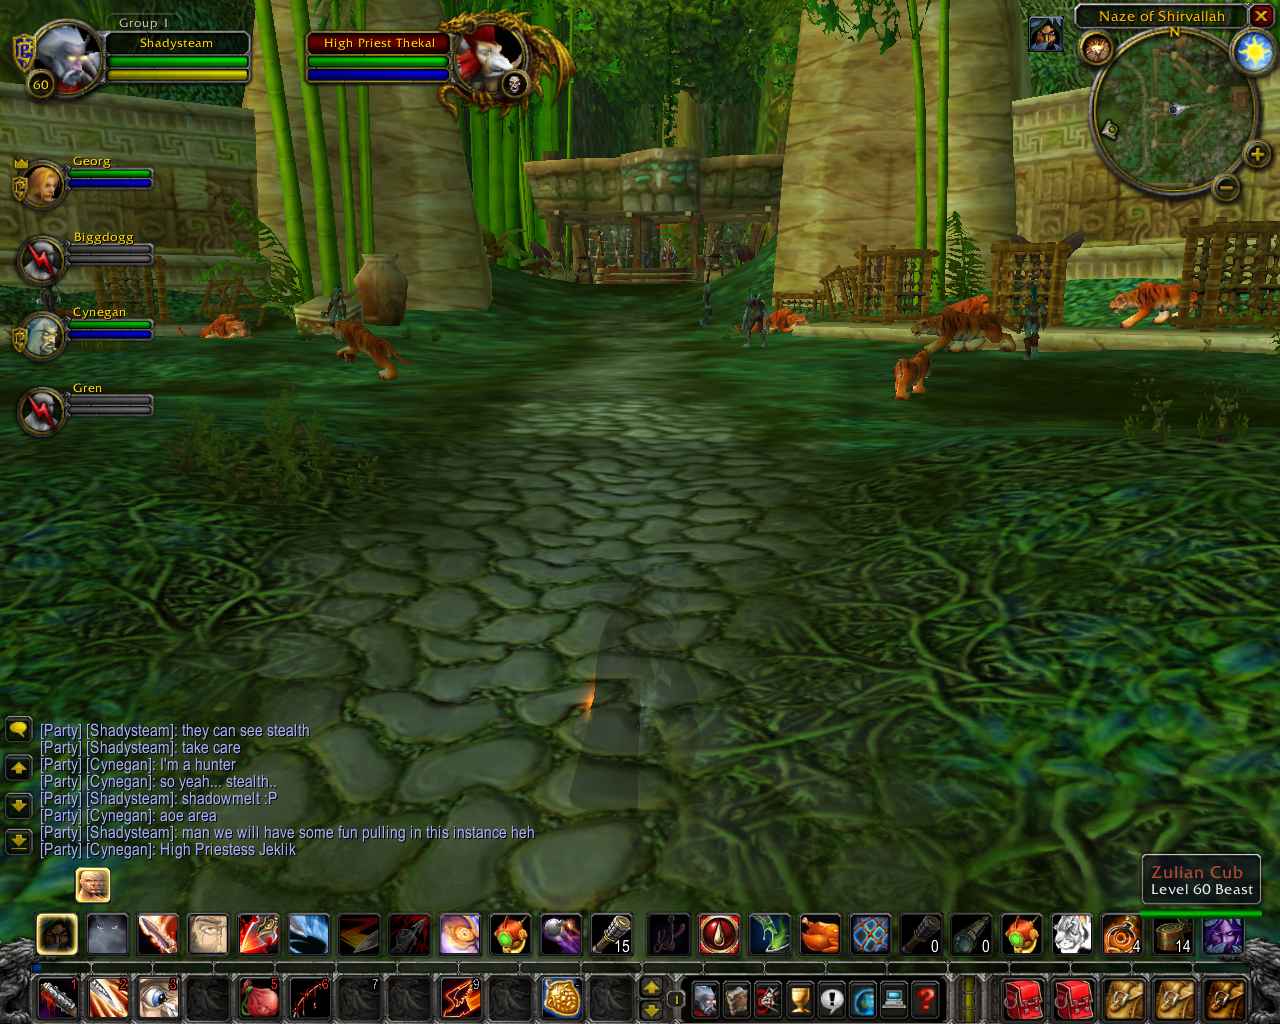 Group 1
Shadysteam
60
High Priest Thekal
Naze of Shirvallah
N
Georg
Biggdogg
Cynegan
Gren
[Party] [Shadysteam]: they can see stealth
[Party] [Shadysteam]: take care
[Party] [Cynegan]: I'm a hunter
[Party] [Cynegan]: so yeah... stealth..
[Party] [Shadysteam]: shadowmelt :P
[Party] [Cynegan]: aoe area
[Party] [Shadysteam]: man we will have some fun pulling in this instance heh
[Party] [Cynegan]: High Priestess Jeklik
Zulian Cub
Level 60 Beast
15
0
0
4
14
1
2
3
5
6
7
9
1